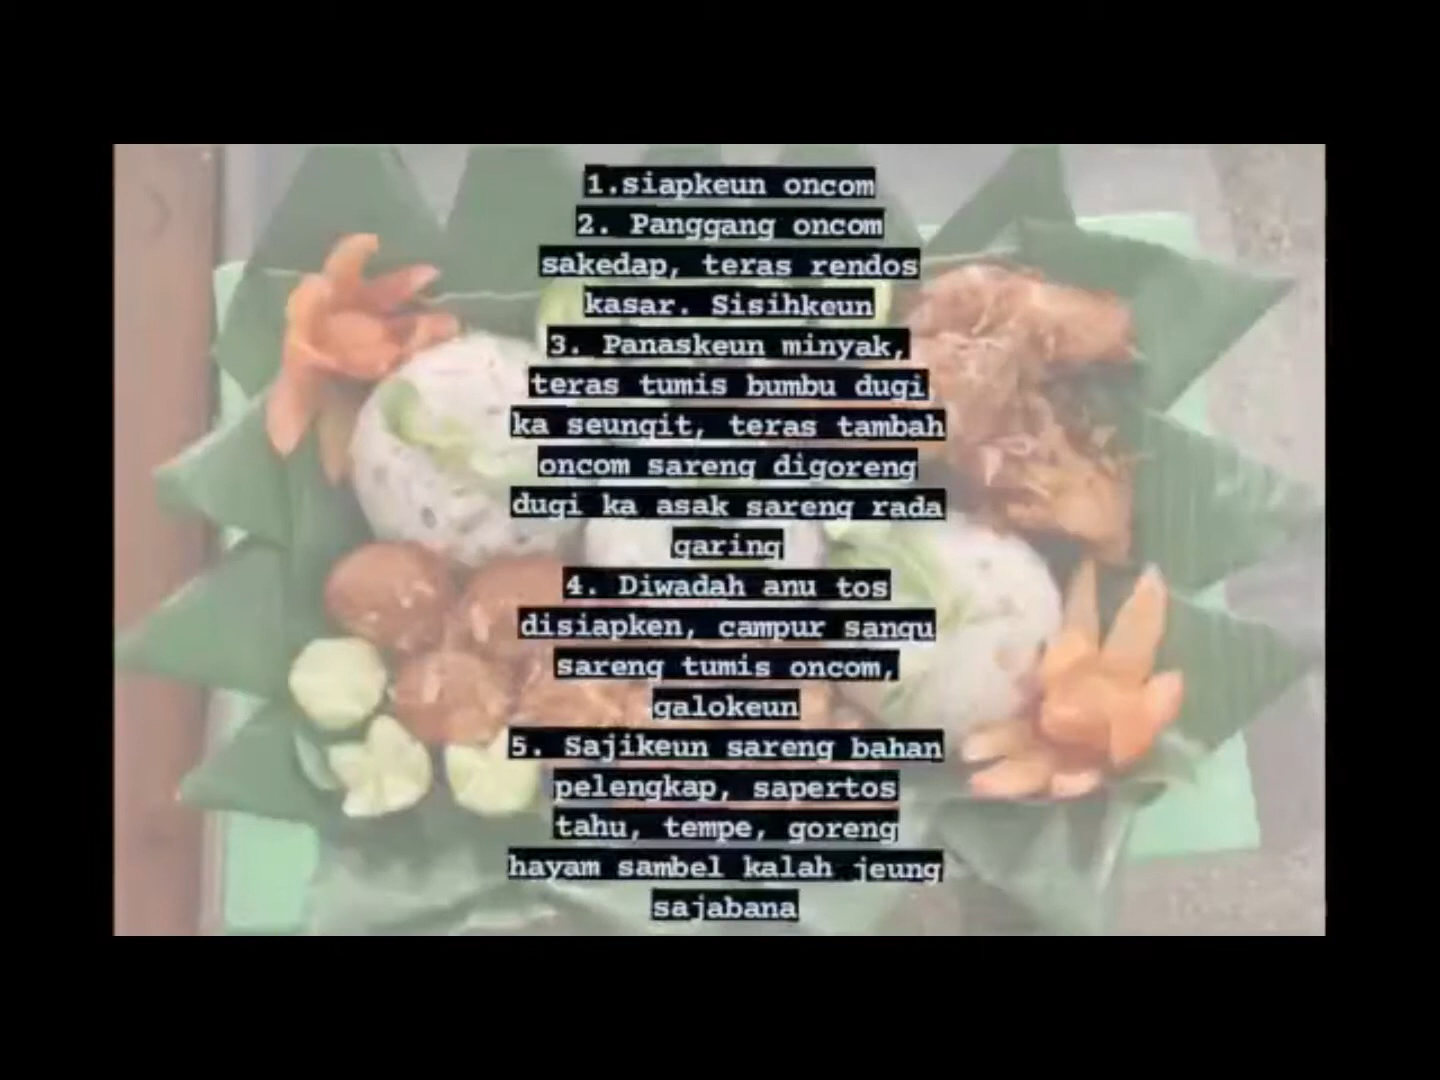 1.siapkeun oncom
2. Panggang oncom
sakedap, teras rendos
kasar. Sisihkeun
3. Panaskeun minyak,
teras tumis bumbu dugi
ka seungit, teras tambah
oncom sareng digoreng
dugi ka asak sareng rada
garing
4. Diwadah anu tos
disiapken, campur sangu
sareng tumis oncom,
galokeun
5. Sajikeun sareng bahan
pelengkap, sapertos
tahu, tempe, goreng
hayam sambel kalah jeung
sajabana